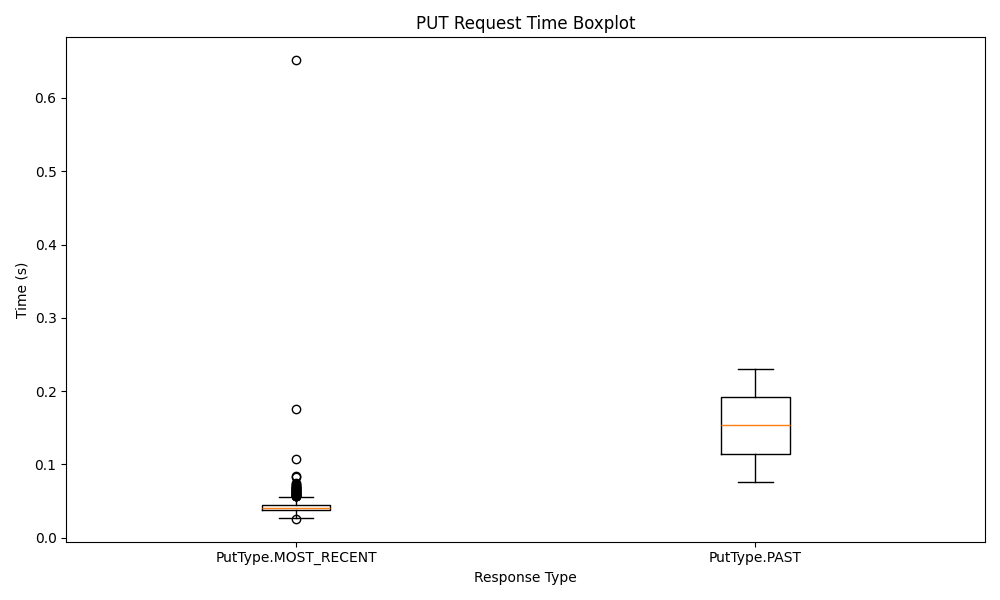 PUT Request Time Boxplot
Time (s)
0.6
0.5
0.4
0.3
0.2
0.1
0.0
PutType.MOST_RECENT
PutType.PAST
Response Type